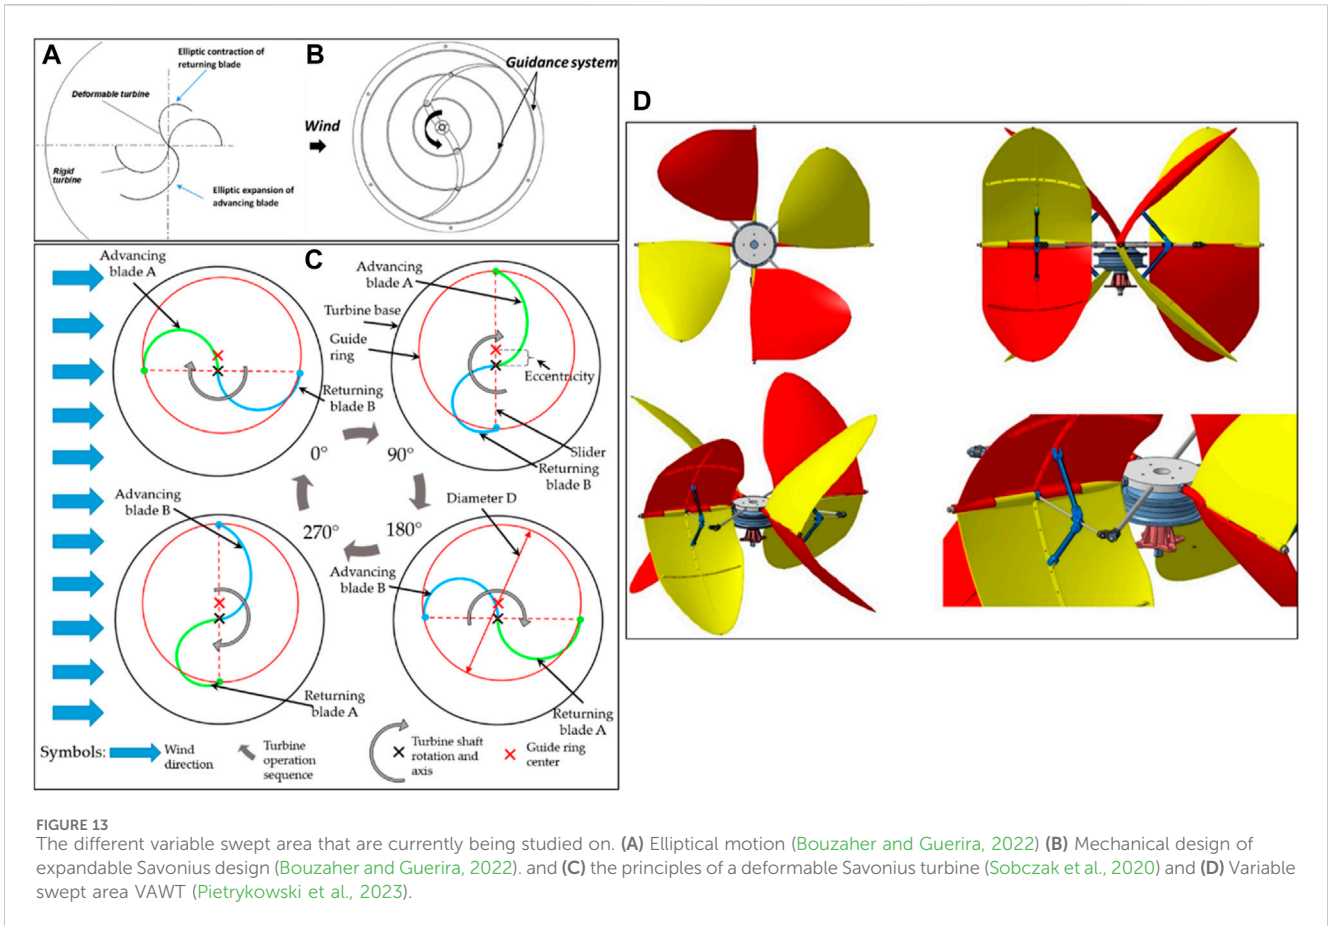 A
Elliptic contraction of
returning blade
Deformable turbine
Rigid
turbine
Elliptic expansion of
advancing blade
B
Guidance system
Wind
C
Advancing
blade A
Returning
blade B
0°
Advancing
blade A
Turbine base
Guide
ring
Eccentricity
Slider
Returning
blade B
90°
Advancing
blade B
270°
Returning
blade A
Diameter D
180°
Advancing
blade B
Returning
blade A
Symbols:
Wind
direction
Turbine
operation
sequence
Turbine shaft
rotation and
axis
Guide ring
center
D
FIGURE 13
The different variable swept area that are currently being studied on. (A) Elliptical motion (Bouzaher and Guerira, 2022) (B) Mechanical design of
expandable Savonius design (Bouzaher and Guerira, 2022). and (C) the principles of a deformable Savonius turbine (Sobczak et al., 2020) and (D) Variable
swept area VAWT (Pietrykowski et al., 2023).